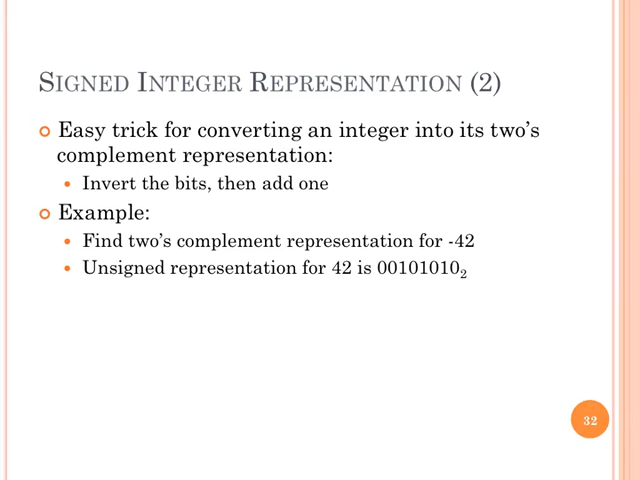 SIGNED INTEGER REPRESENTATION (2)
Easy trick for converting an integer into its two's
complement representation:
Invert the bits, then add one
Example:
Find two's complement representation for -42
Unsigned representation for 42 is 00101010₂
32